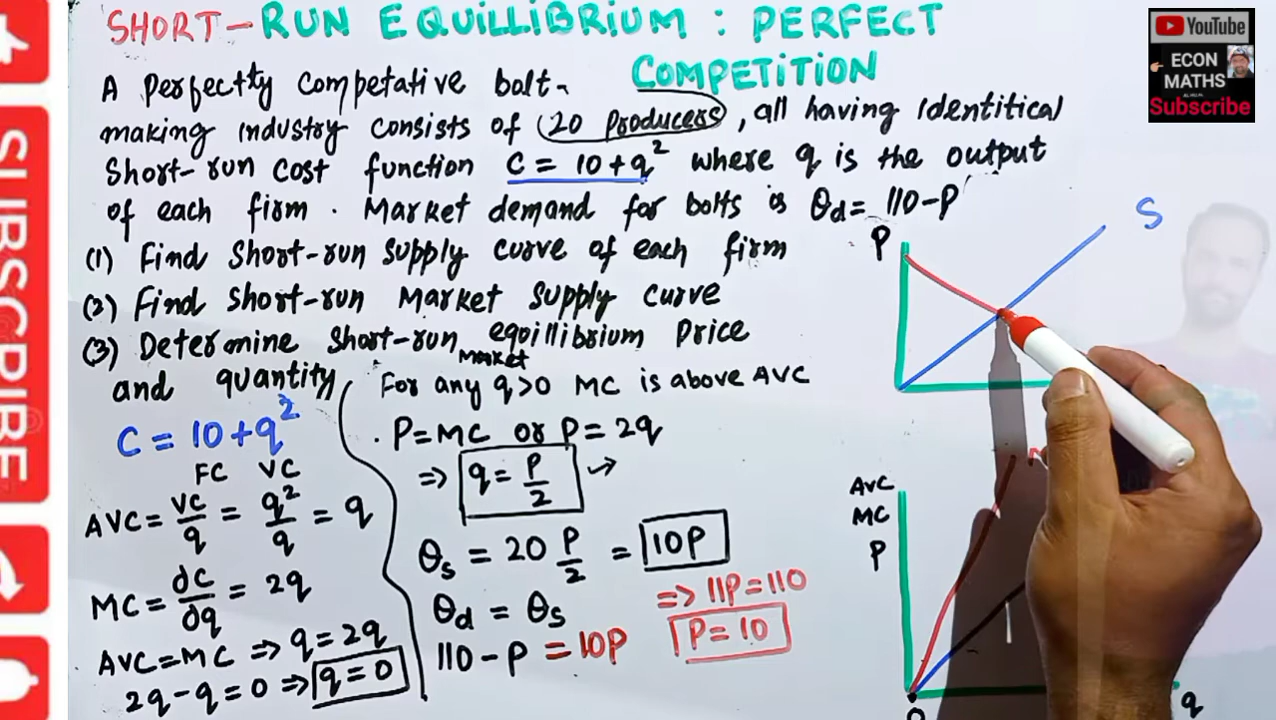 SHORT-RUN EQUILLIBRIUM : PERFECT
COMPETITION
A Perfectly Competative bolt-
making industry consists of 20 Producers, all having Identitical
Short-run cost function C = 10+q² where q is the output
of each firm. Market demand for bolts is Qd = 110-P
(1) Find Short-run supply curve of each firm
(2) Find Short-run Market Supply Curve
(3) Determine Short-run market equillibrium Price
and quantity
C = 10+q²
FC VC
AVC = VC/q = q²/q = q
MC = dC/dq = 2q
AVC=MC ⇒ q=2q
2q-q=0 ⇒ q=0
For any q>0 MC is above AVC
P=MC or P=2q
⇒ q = P/2 →
Qs = 20 P/2 = 10P
Qd = Qs
110-P = 10P
⇒ 11P=110
P=10
P
S
AVC
MC
P
0
q
SUBSCRIBE
YouTube
ECON
MATHS
Subscribe